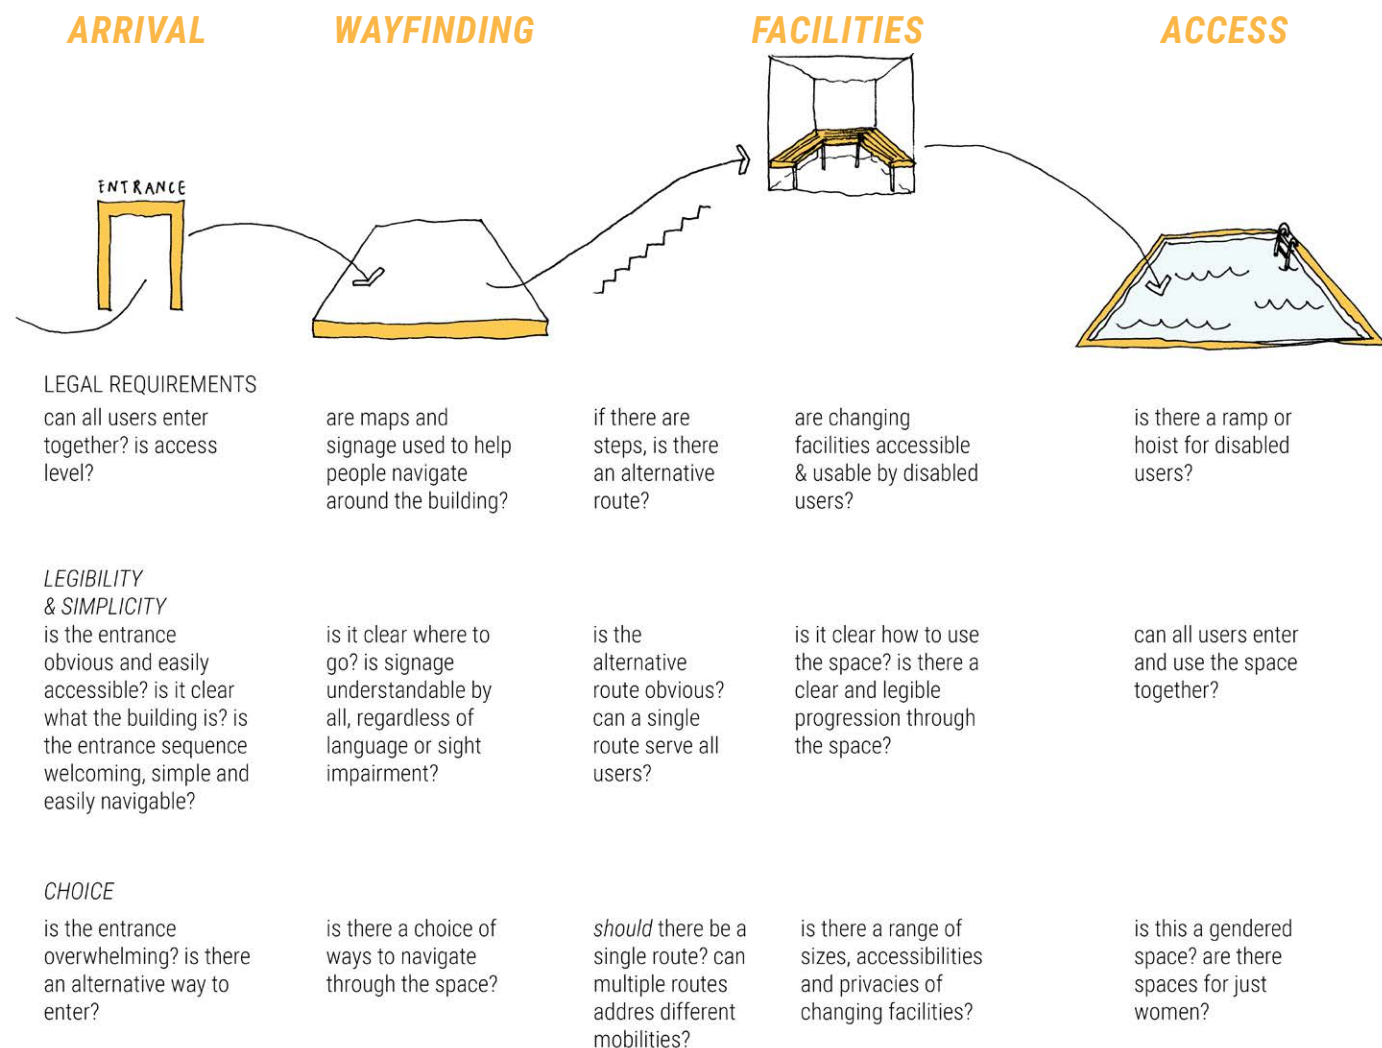 ARRIVAL
WAYFINDING
FACILITIES
ACCESS
ENTRANCE
LEGAL REQUIREMENTS
can all users enter
together? is access
level?
are maps and
signage used to help
people navigate
around the building?
if there are
steps, is there
an alternative
route?
are changing
facilities accessible
& usable by disabled
users?
is there a ramp or
hoist for disabled
users?
LEGIBILITY
& SIMPLICITY
is the entrance
obvious and easily
accessible? is it clear
what the building is? is
the entrance sequence
welcoming, simple and
easily navigable?
is it clear where to
go? is signage
understandable by
all, regardless of
language or sight
impairment?
is the
alternative
route obvious?
can a single
route serve all
users?
is it clear how to use
the space? is there a
clear and legible
progression through
the space?
can all users enter
and use the space
together?
CHOICE
is the entrance
overwhelming? is there
an alternative way to
enter?
is there a choice of
ways to navigate
through the space?
should there be a
single route? can
multiple routes
addres different
mobilities?
is there a range of
sizes, accessibilities
and privacies of
changing facilities?
is this a gendered
space? are there
spaces for just
women?